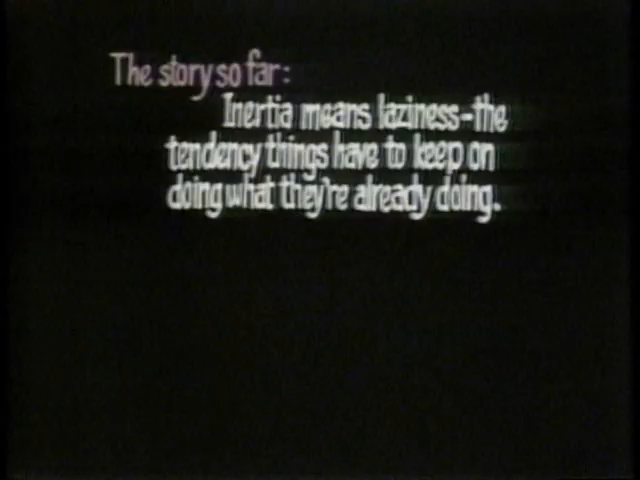 The story so far:
Inertia means laziness-the
tendency things have to keep on
doing what they're already doing.